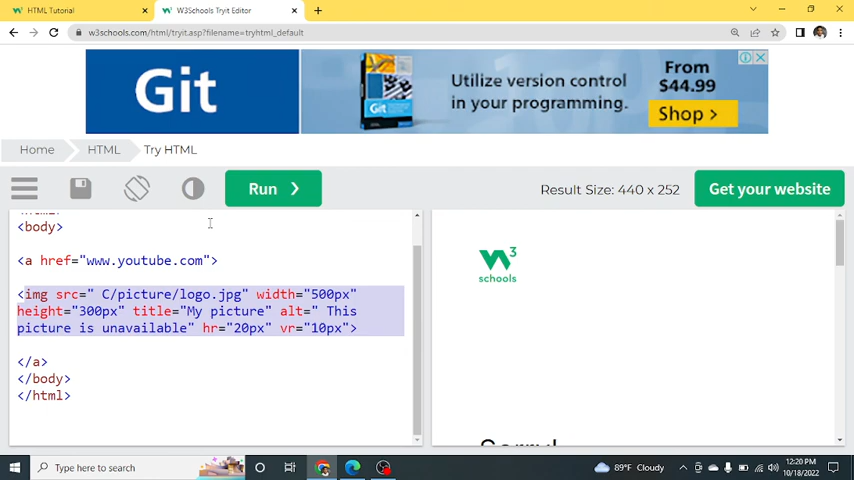 HTML Tutorial
W3Schools Tryit Editor
w3schools.com/html/tryit.asp?filename=tryhtml_default
Git
Git
Utilize version control
in your programming.
From
$44.99
Shop >
Home
HTML
Try HTML
Run ❯
Result Size: 440 x 252
Get your website
<body>
<a href="www.youtube.com">
<img src=" C/picture/logo.jpg" width="500px"
height="300px" title="My picture" alt=" This
picture is unavailable" hr="20px" vr="10px">
</a>
</body>
</html>
W3
schools
Sorry!
Type here to search
89°F Cloudy
12:20 PM
10/18/2022